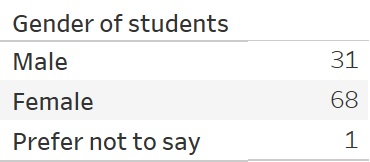 Gender of students
Male 31
Female 68
Prefer not to say 1